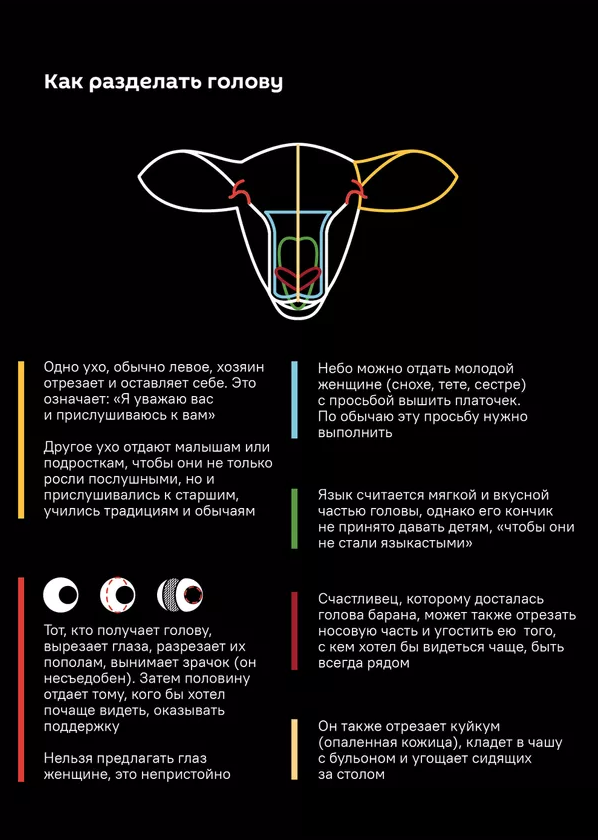 Как разделать голову
Одно ухо, обычно левое, хозяин
отрезает и оставляет себе. Это
означает: «Я уважаю вас
и прислушиваюсь к вам»
Другое ухо отдают малышам или
подросткам, чтобы они не только
росли послушными, но и
прислушивались к старшим,
учились традициям и обычаям
Тот, кто получает голову,
вырезает глаза, разрезает их
пополам, вынимает зрачок (он
несъедобен). Затем половину
отдает тому, кого бы хотел
почаще видеть, оказывать
поддержку
Нельзя предлагать глаз
женщине, это непристойно
Небо можно отдать молодой
женщине (снохе, тете, сестре)
с просьбой вышить платочек.
По обычаю эту просьбу нужно
выполнить
Язык считается мягкой и вкусной
частью головы, однако его кончик
не принято давать детям, «чтобы они
не стали языкастыми»
Счастливец, которому досталась
голова барана, может также отрезать
носовую часть и угостить ею того,
с кем хотел бы видеться чаще, быть
всегда рядом
Он также отрезает куйкум
(опаленная кожица), кладет в чашу
с бульоном и угощает сидящих
за столом